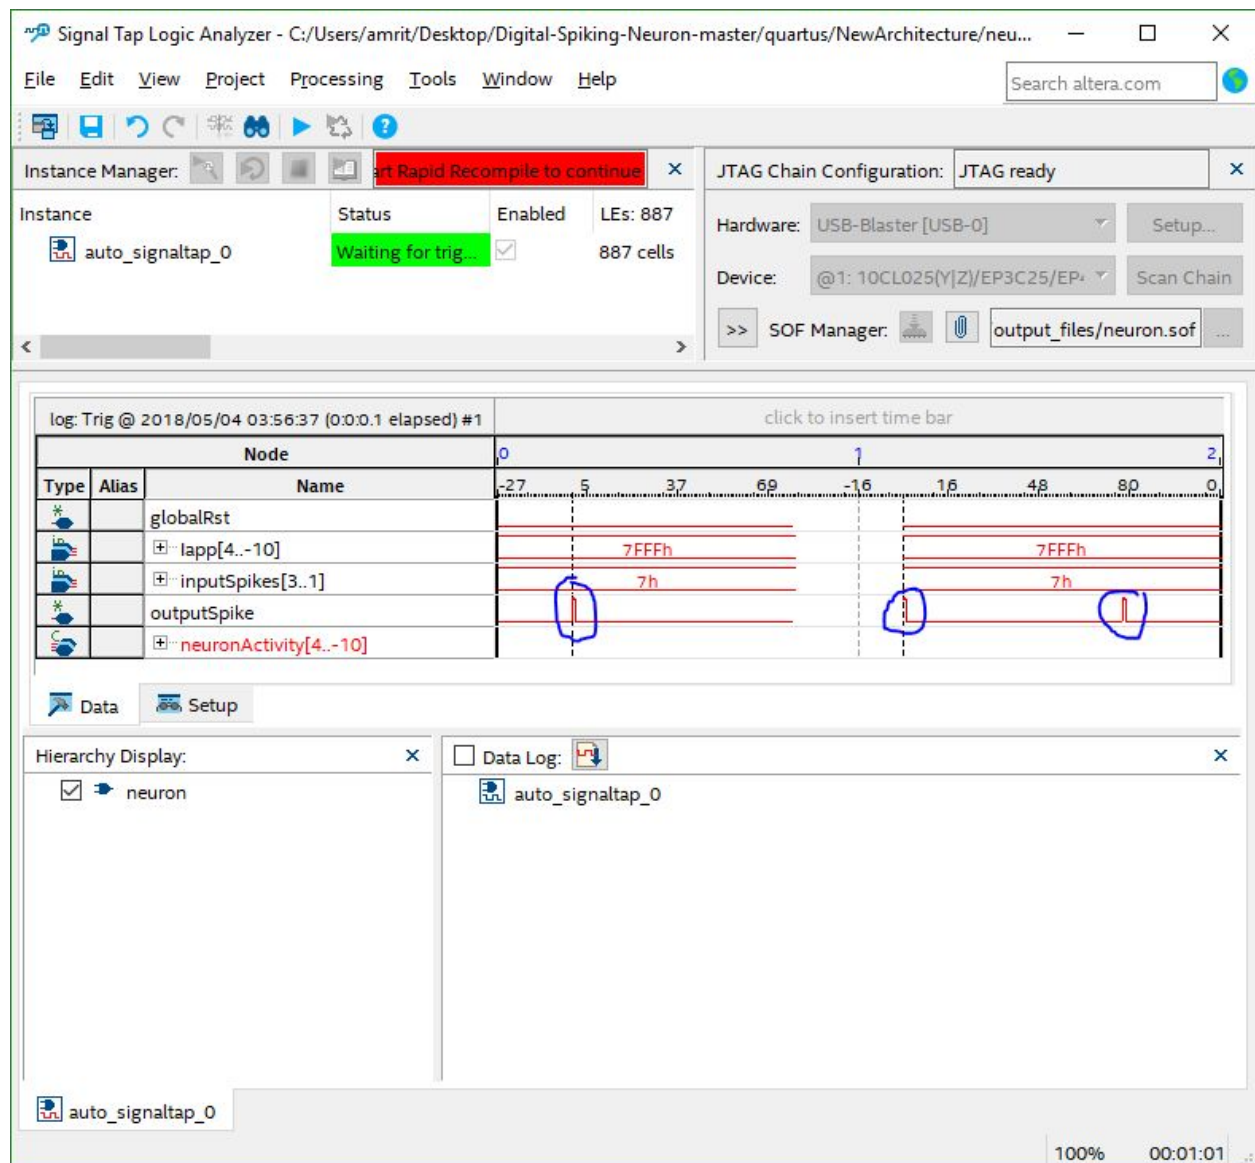 Signal Tap Logic Analyzer - C:/Users/amrit/Desktop/Digital-Spiking-Neuron-master/quartus/NewArchitecture/neu...
File Edit View Project Processing Tools Window Help
Search altera.com
Instance Manager:
art Rapid Recompile to continue
Instance Status Enabled LEs: 887
auto_signaltap_0 Waiting for trig... 887 cells
JTAG Chain Configuration: JTAG ready
Hardware: USB-Blaster [USB-0] Setup...
Device: @1: 10CL025(Y|Z)/EP3C25/EP4 Scan Chain
>> SOF Manager: output_files/neuron.sof ...
log: Trig @ 2018/05/04 03:56:37 (0:0:0.1 elapsed) #1 click to insert time bar
Node 0 1 2
Type Alias Name -27 5 37 69 -16 16 48 80 0
globalRst
Iapp[4..-10] 7FFFh 7FFFh
inputSpikes[3..1] 7h 7h
outputSpike
neuronActivity[4..-10]
Data Setup
Hierarchy Display:
neuron
Data Log:
auto_signaltap_0
auto_signaltap_0
100% 00:01:01